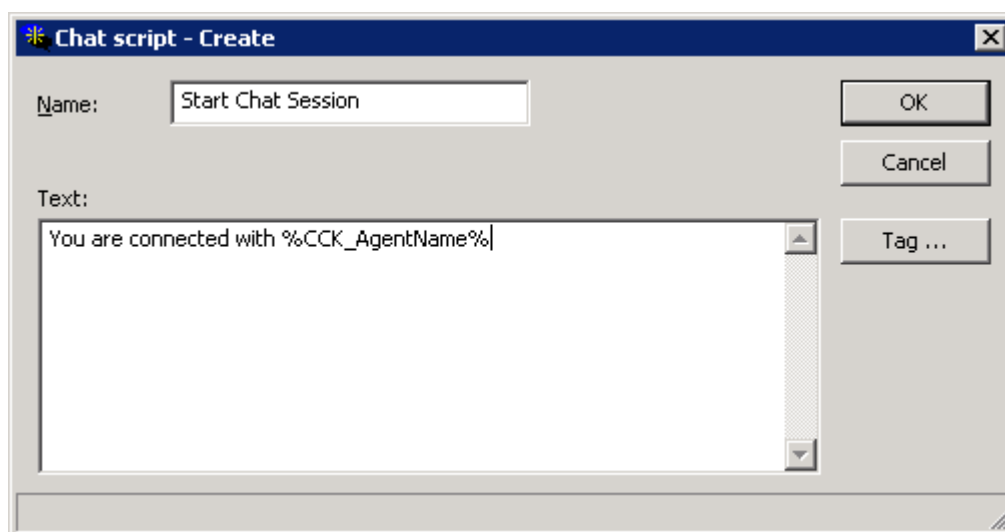 Chat script - Create
Name:
Start Chat Session
OK
Cancel
Text:
You are connected with %CCK_AgentName%
Tag ...